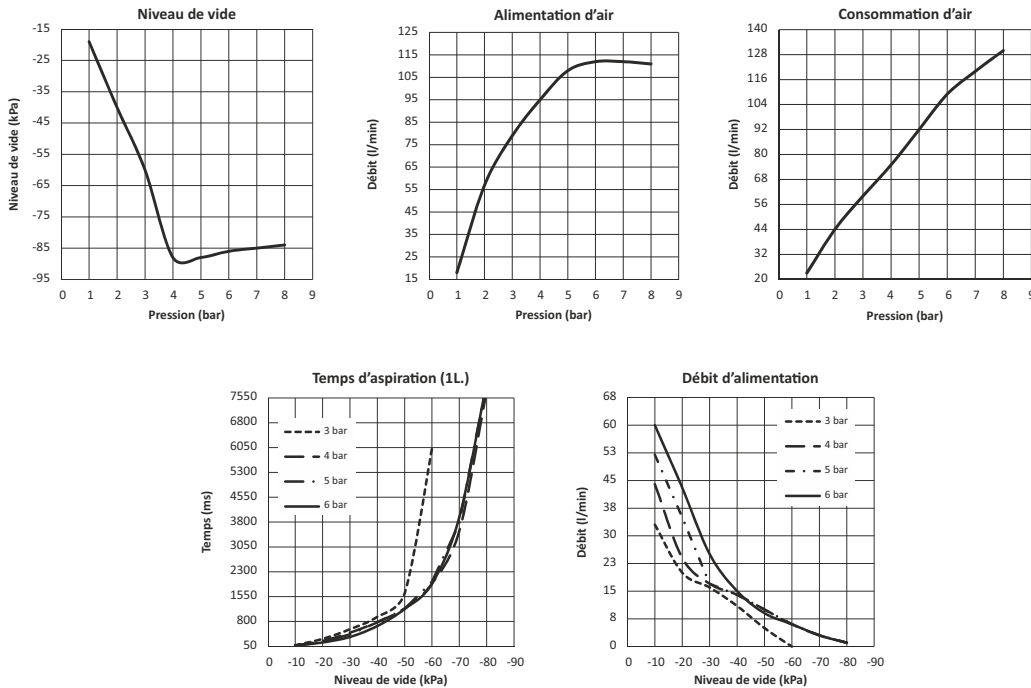 Niveau de vide
-15
-25
-35
-45
-55
-65
-75
-85
-95
Niveau de vide (kPa)
0 1 2 3 4 5 6 7 8 9
Pression (bar)
Alimentation d'air
125
115
105
95
85
75
65
55
45
35
25
15
Débit (l/min)
0 1 2 3 4 5 6 7 8 9
Pression (bar)
Consommation d'air
140
128
116
104
92
80
68
56
44
32
20
Débit (l/min)
0 1 2 3 4 5 6 7 8 9
Pression (bar)
Temps d'aspiration (1L.)
7550
6800
6050
5300
4550
3800
3050
2300
1550
800
50
Temps (ms)
3 bar
4 bar
5 bar
6 bar
0 -10 -20 -30 -40 -50 -60 -70 -80 -90
Niveau de vide (kPa)
Débit d'alimentation
68
60
53
45
38
30
23
15
8
0
Débit (l/min)
3 bar
4 bar
5 bar
6 bar
0 -10 -20 -30 -40 -50 -60 -70 -80 -90
Niveau de vide (kPa)